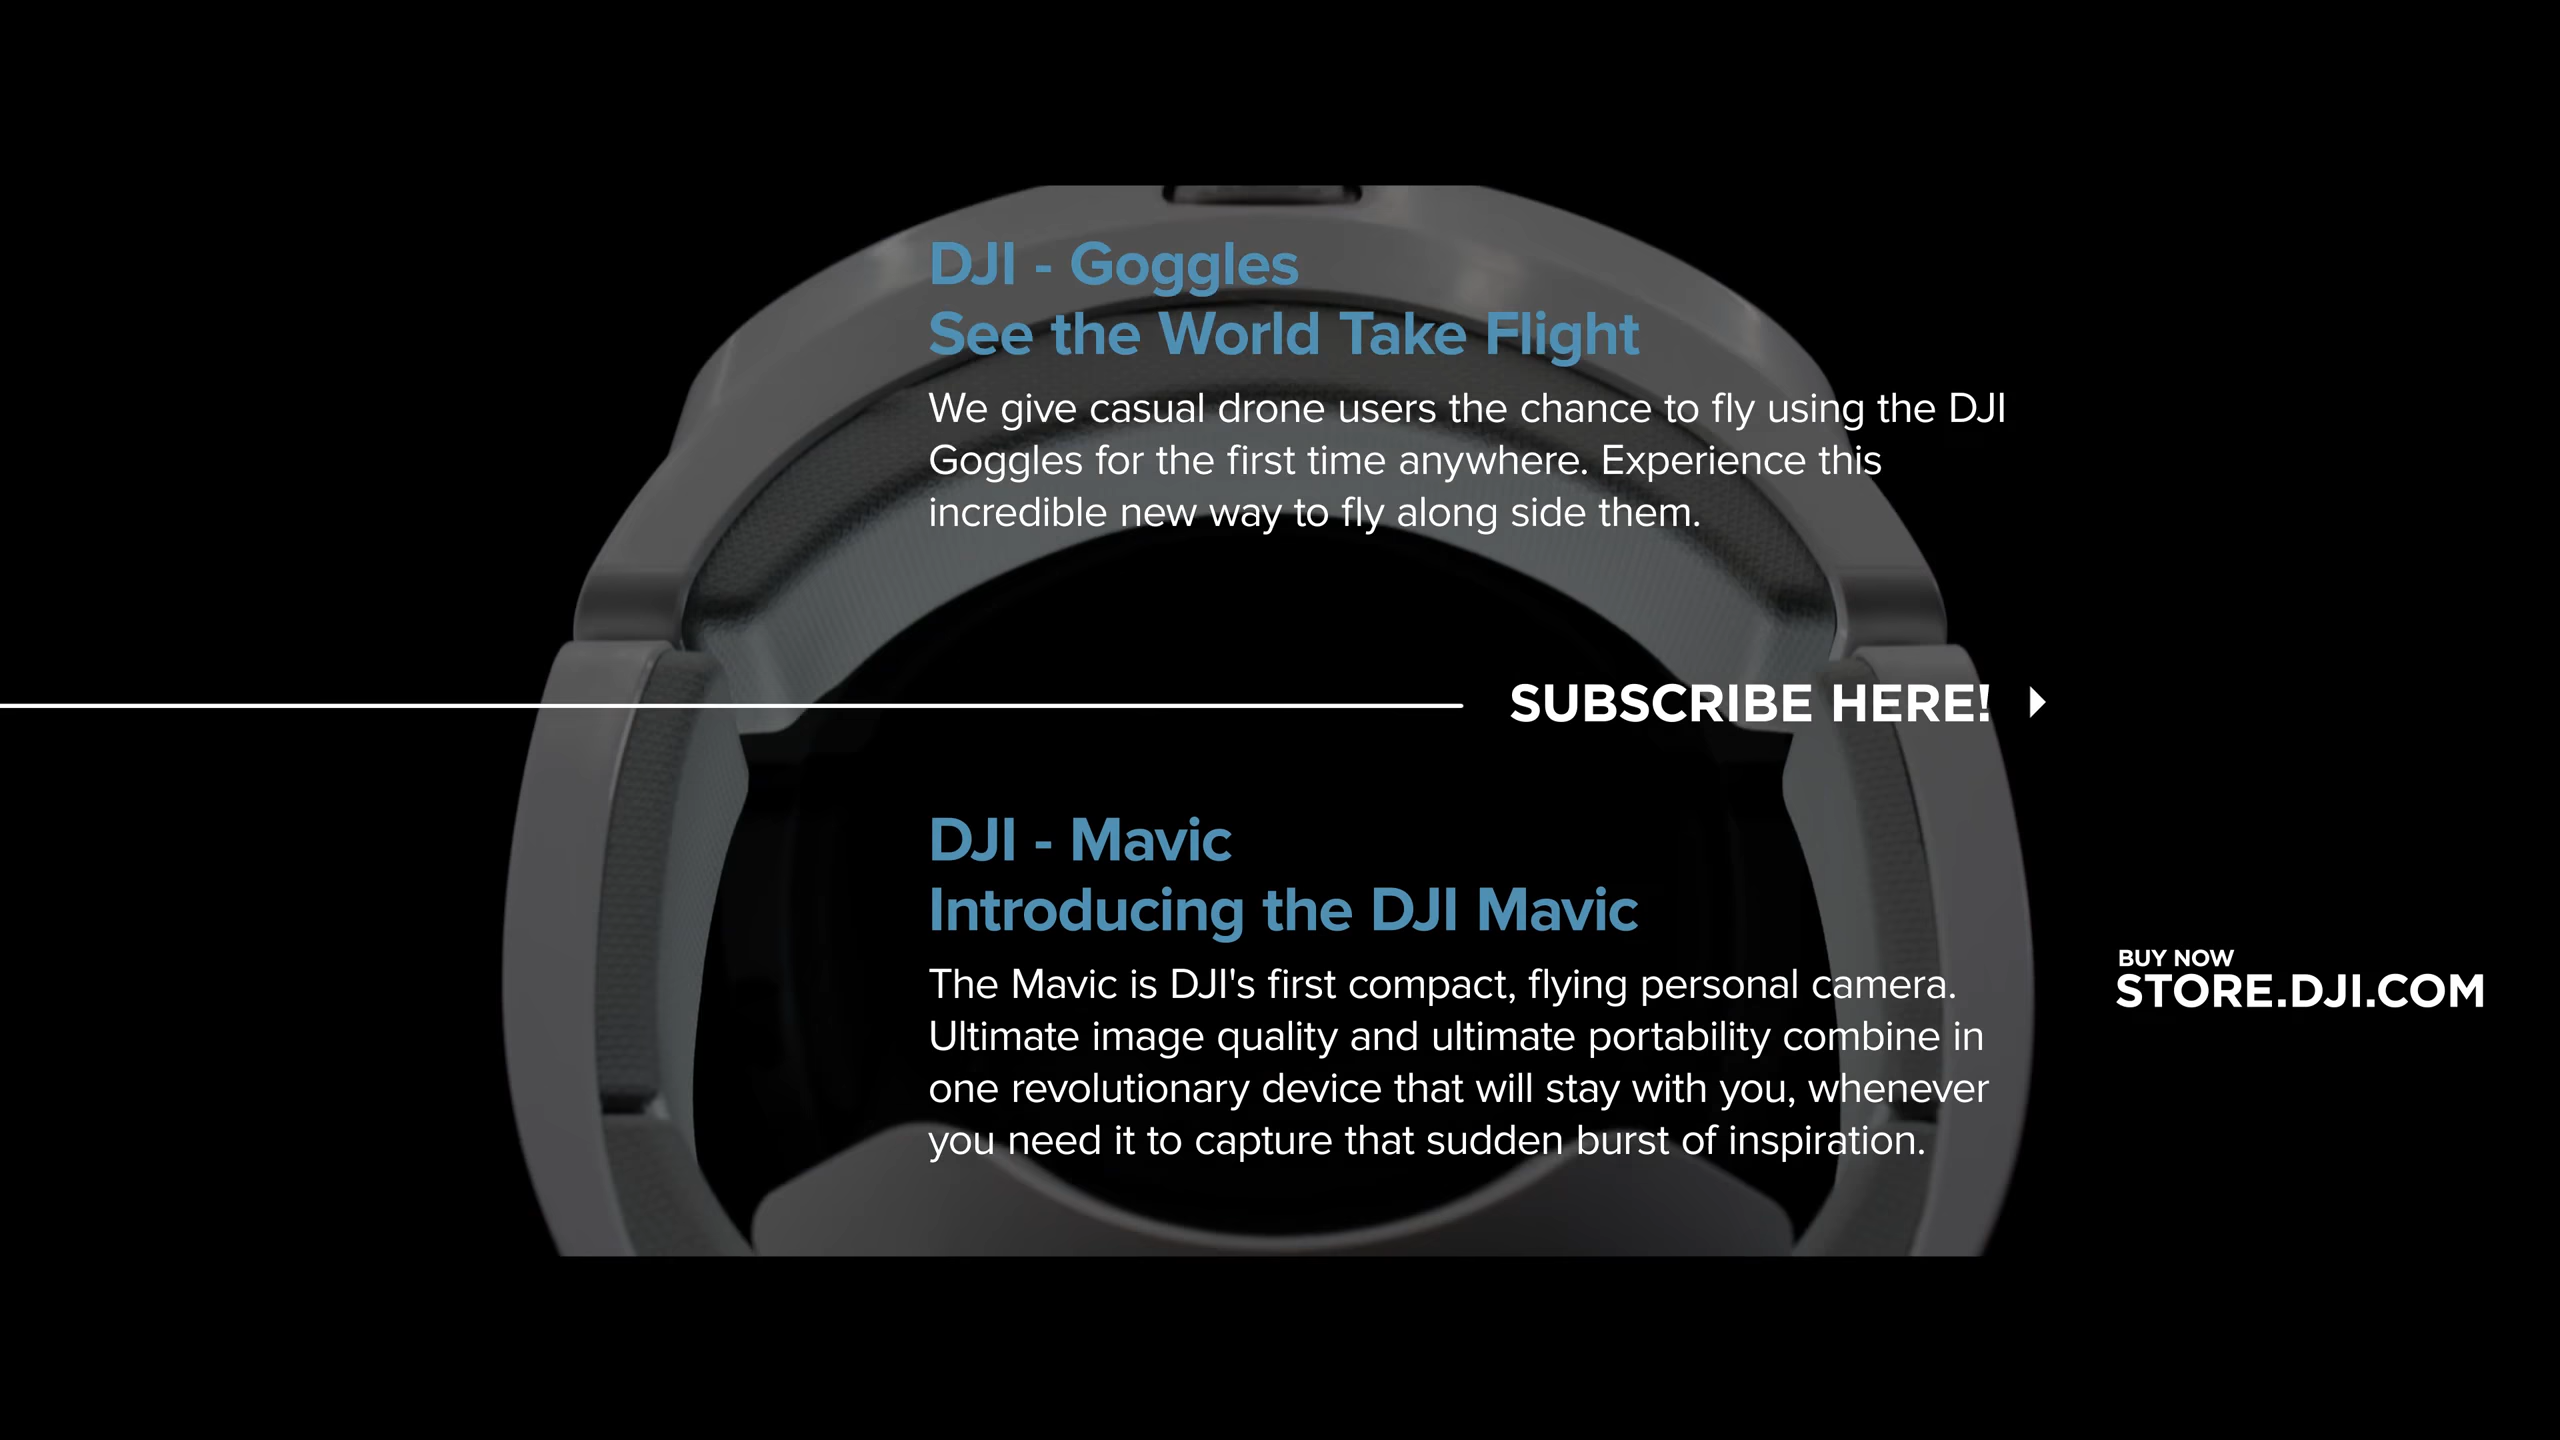 DJI - Goggles
See the World Take Flight
We give casual drone users the chance to fly using the DJI
Goggles for the first time anywhere. Experience this
incredible new way to fly along side them.
SUBSCRIBE HERE!
DJI - Mavic
Introducing the DJI Mavic
The Mavic is DJI's first compact, flying personal camera.
Ultimate image quality and ultimate portability combine in
one revolutionary device that will stay with you, whenever
you need it to capture that sudden burst of inspiration.
BUY NOW
STORE.DJI.COM